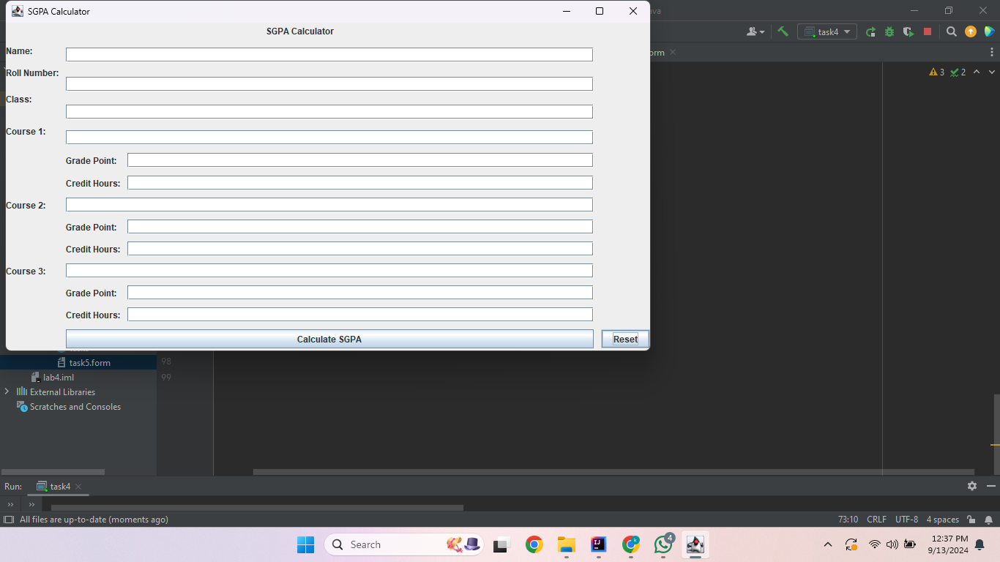 SGPA Calculator
SGPA Calculator
Name:
Roll Number:
Class:
Course 1:
Grade Point:
Credit Hours:
Course 2:
Grade Point:
Credit Hours:
Course 3:
Grade Point:
Credit Hours:
Calculate SGPA
Reset
task4
3
2
task5.form
98
lab4.iml
99
External Libraries
Scratches and Consoles
Run:
task4
All files are up-to-date (moments ago)
73:10
CRLF
UTF-8
4 spaces
Search
4
12:37 PM
9/13/2024